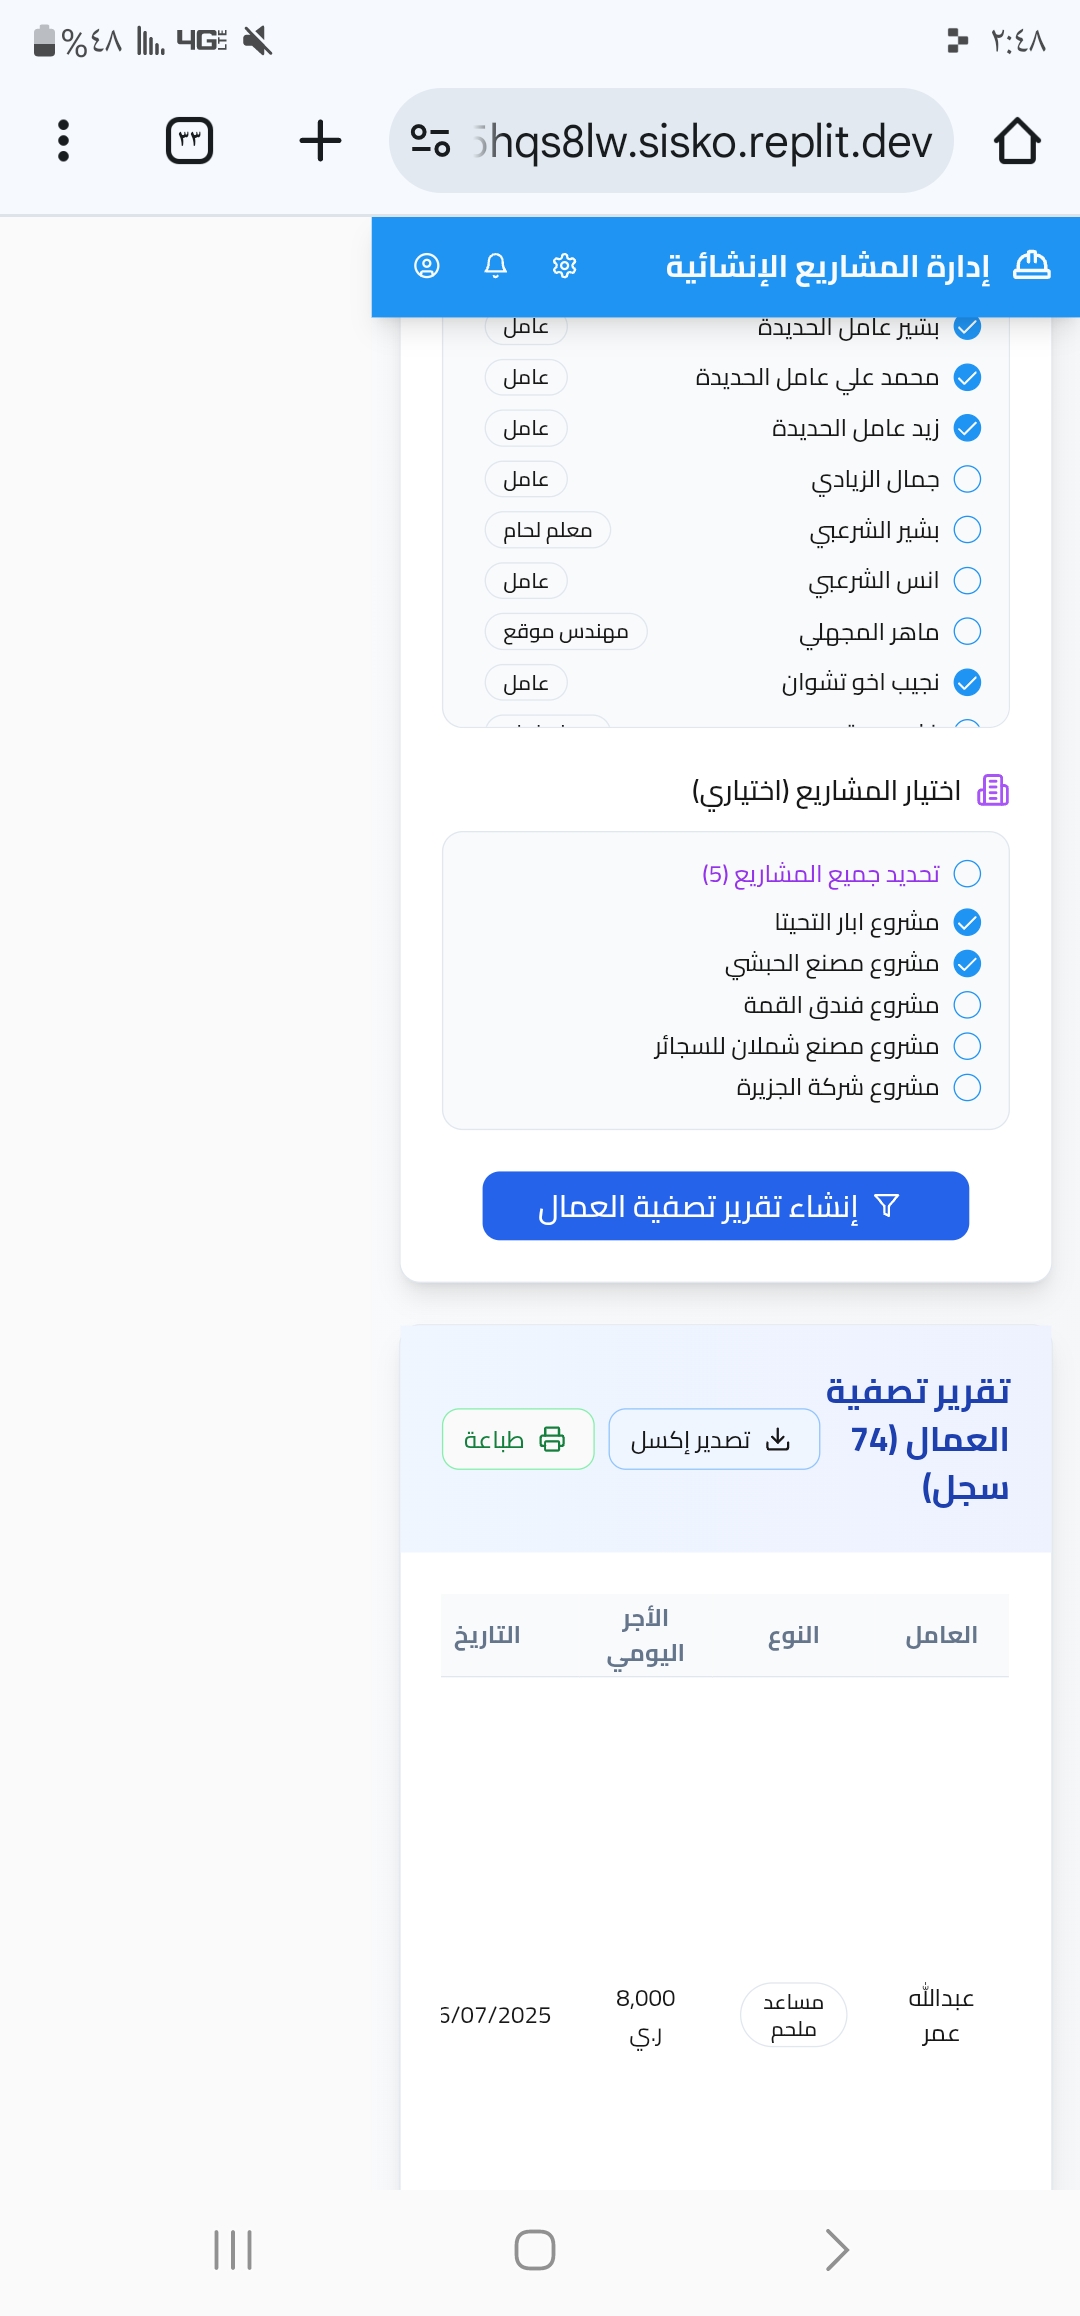 ٢:٤٨
4G LTE
%٤٨
5hqs8lw.sisko.replit.dev
٣٣
إدارة المشاريع الإنشائية
بشير عامل الحديدة
عامل
محمد علي عامل الحديدة
عامل
زيد عامل الحديدة
عامل
جمال الزيادي
عامل
بشير الشرعبي
معلم لحام
انس الشرعبي
عامل
ماهر المجهلي
مهندس موقع
نجيب اخو تشوان
عامل
اختيار المشاريع (اختياري)
تحديد جميع المشاريع (5)
مشروع ابار التحيتا
مشروع مصنع الحبشي
مشروع فندق القمة
مشروع مصنع شملان للسجائر
مشروع شركة الجزيرة
إنشاء تقرير تصفية العمال
تقرير تصفية
العمال (74
سجل)
تصدير إكسل
طباعة
العامل
النوع
الأجر
اليومي
التاريخ
عبدالله
عمر
مساعد
ملحم
8,000
ر.ي
6/07/2025